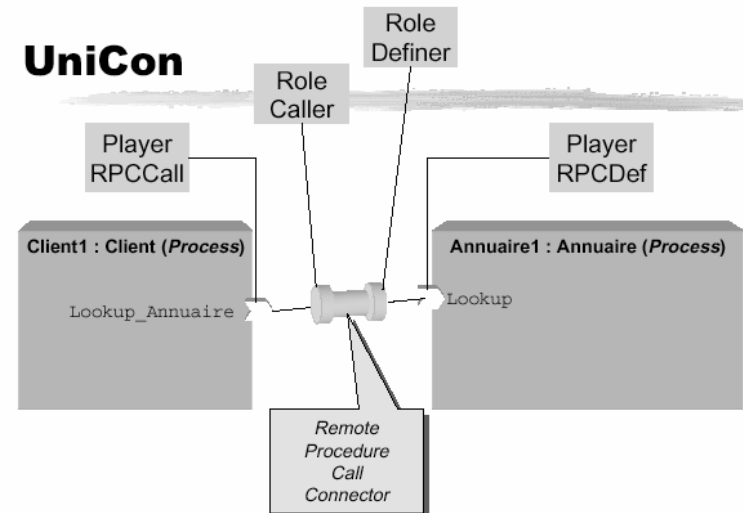 UniCon
Role
Definer
Role
Caller
Player
RPCCall
Player
RPCDef
Client1 : Client (Process)
Annuaire1 : Annuaire (Process)
Lookup_Annuaire
Lookup
Remote
Procedure
Call
Connector